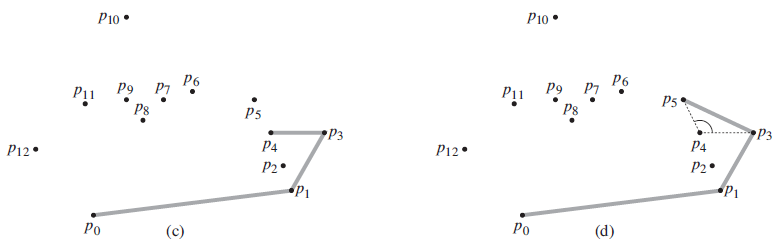 p10 p10
p11 p9 p7 p6 p11 p9 p7 p6
p8 p5 p5 p8
p4 p3 p4 p3
p12 p2 p12 p2
p1 p1
p0 (c) p0 (d)